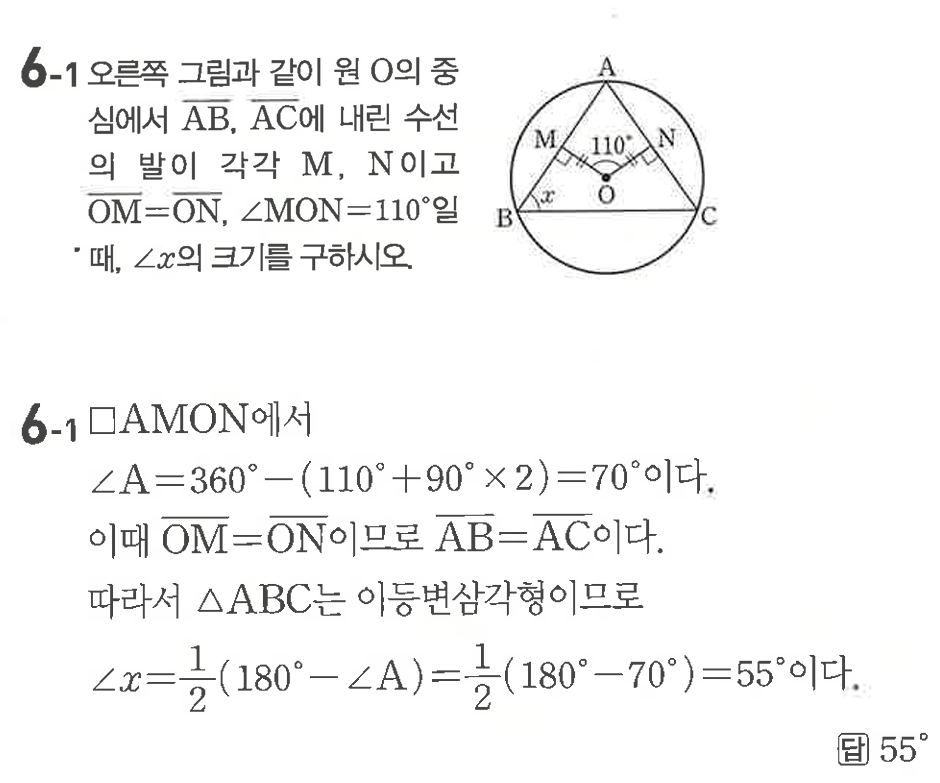 6-1 오른쪽 그림과 같이 원 O의 중
심에서 AB, AC에 내린 수선
의 발이 각각 M, N이고
OM=ON, ∠MON=110°일
때, ∠x의 크기를 구하시오.
A
M 110° N
x O
B C
6-1 □AMON에서
∠A=360°-(110°+90°×2)=70°이다.
이때 OM=ON이므로 AB=AC이다.
따라서 △ABC는 이등변삼각형이므로
∠x=1/2(180°-∠A)=1/2(180°-70°)=55°이다.
답 55°